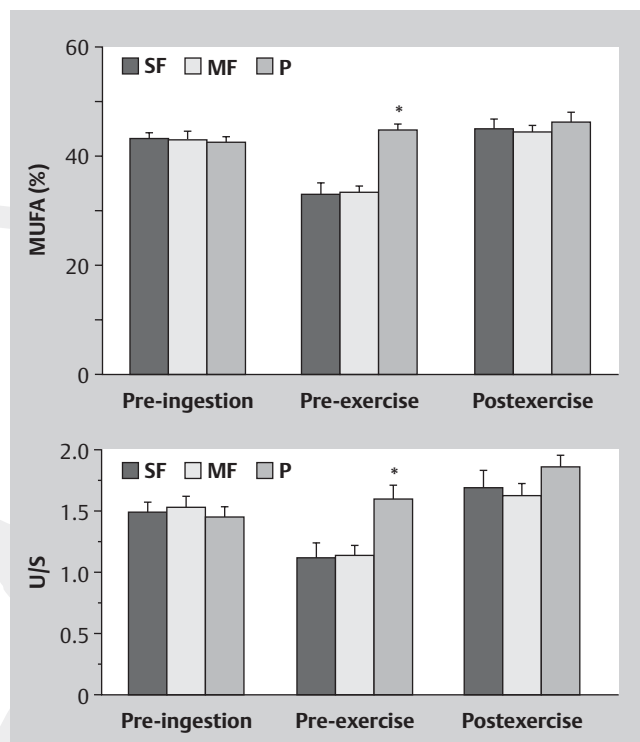 60
SF MF P
*
40
MUFA (%)
20
0
Pre-ingestion Pre-exercise Postexercise
2.0
SF MF P
*
1.5
U/S
1.0
0.5
0
Pre-ingestion Pre-exercise Postexercise